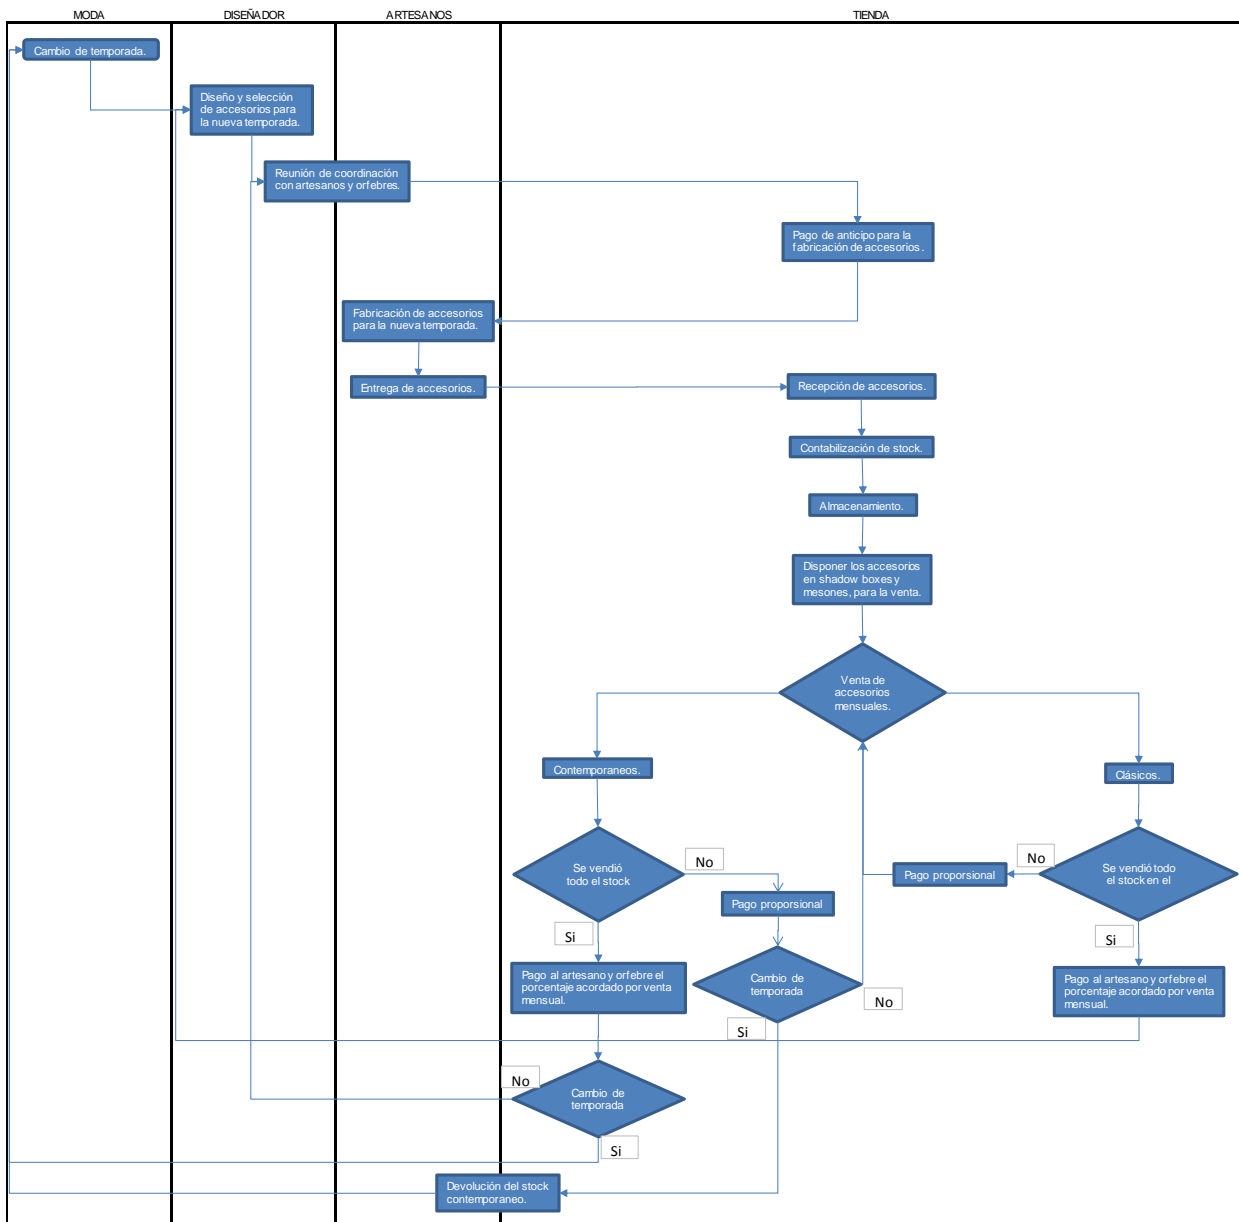 MODA
DISEÑADOR
ARTESANOS
TIENDA
Cambio de temporada.
Diseño y selección
de accesorios para
la nueva temporada.
Reunión de coordinación
con artesanos y orfebres.
Pago de anticipo para la
fabricación de accesorios.
Fabricación de accesorios
para la nueva temporada.
Entrega de accesorios.
Recepción de accesorios.
Contabilización de stock.
Almacenamiento.
Disponer los accesorios
en shadow boxes y
mesones, para la venta.
Venta de
accesorios
mensuales.
Contemporaneos.
Clásicos.
Se vendió
todo el stock
No
Pago proporsional
Pago proporsional
No
Se vendió todo
el stock en el
Si
Si
Pago al artesano y orfebre el
porcentaje acordado por venta
mensual.
Cambio de
temporada
No
Si
Pago al artesano y orfebre el
porcentaje acordado por venta
mensual.
No
Cambio de
temporada
Si
Devolución del stock
contemporaneo.